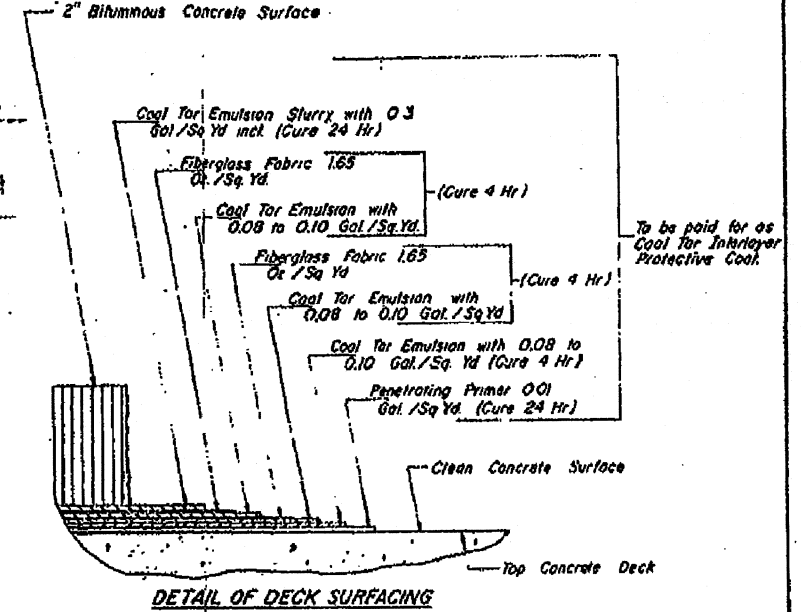 2" Bituminous Concrete Surface
Coal Tar Emulsion Slurry with 0.3
Gal/Sq Yd incl. (Cure 24 Hr)
Fiberglass Fabric 1.65
Oz./Sq. Yd.
(Cure 4 Hr)
Coal Tar Emulsion with
0.08 to 0.10 Gal./Sq.Yd.
To be paid for as
Coal Tar Interlayer
Protective Coat.
Fiberglass Fabric 1.65
Oz /Sq Yd
(Cure 4 Hr)
Coal Tar Emulsion with
0.08 to 0.10 Gal./Sq Yd
Coal Tar Emulsion with 0.08 to
0.10 Gal./Sq. Yd (Cure 4 Hr)
Penetrating Primer 0.01
Gal. /Sq Yd. (Cure 24 Hr)
Clean Concrete Surface
Top Concrete Deck
DETAIL OF DECK SURFACING